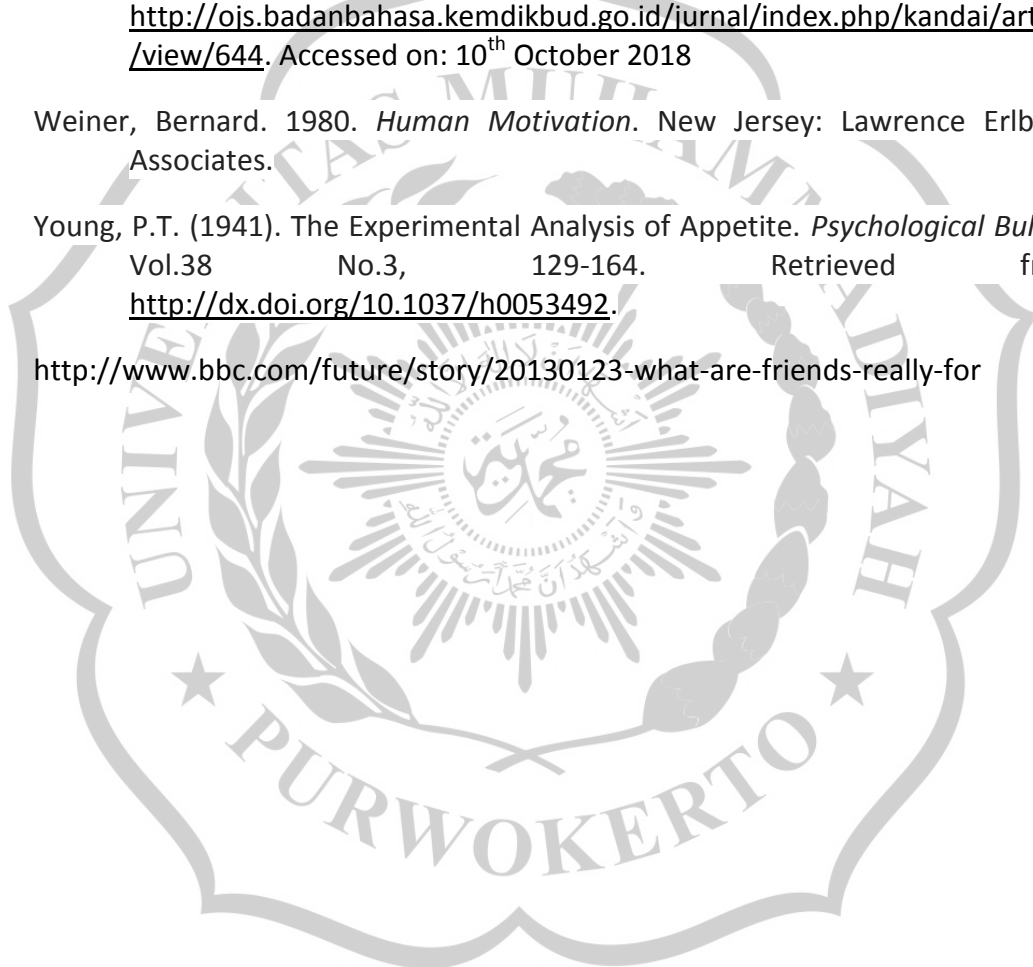 http://ojs.badanbahasa.kemdikbud.go.id/jurnal/index.php/kandai/art
/view/644. Accessed on: 10th October 2018
Weiner, Bernard. 1980. Human Motivation. New Jersey: Lawrence Erlb
Associates.
Young, P.T. (1941). The Experimental Analysis of Appetite. Psychological Bul
Vol.38 No.3, 129-164. Retrieved fr
http://dx.doi.org/10.1037/h0053492.
http://www.bbc.com/future/story/20130123-what-are-friends-really-for
PURWOKERTO